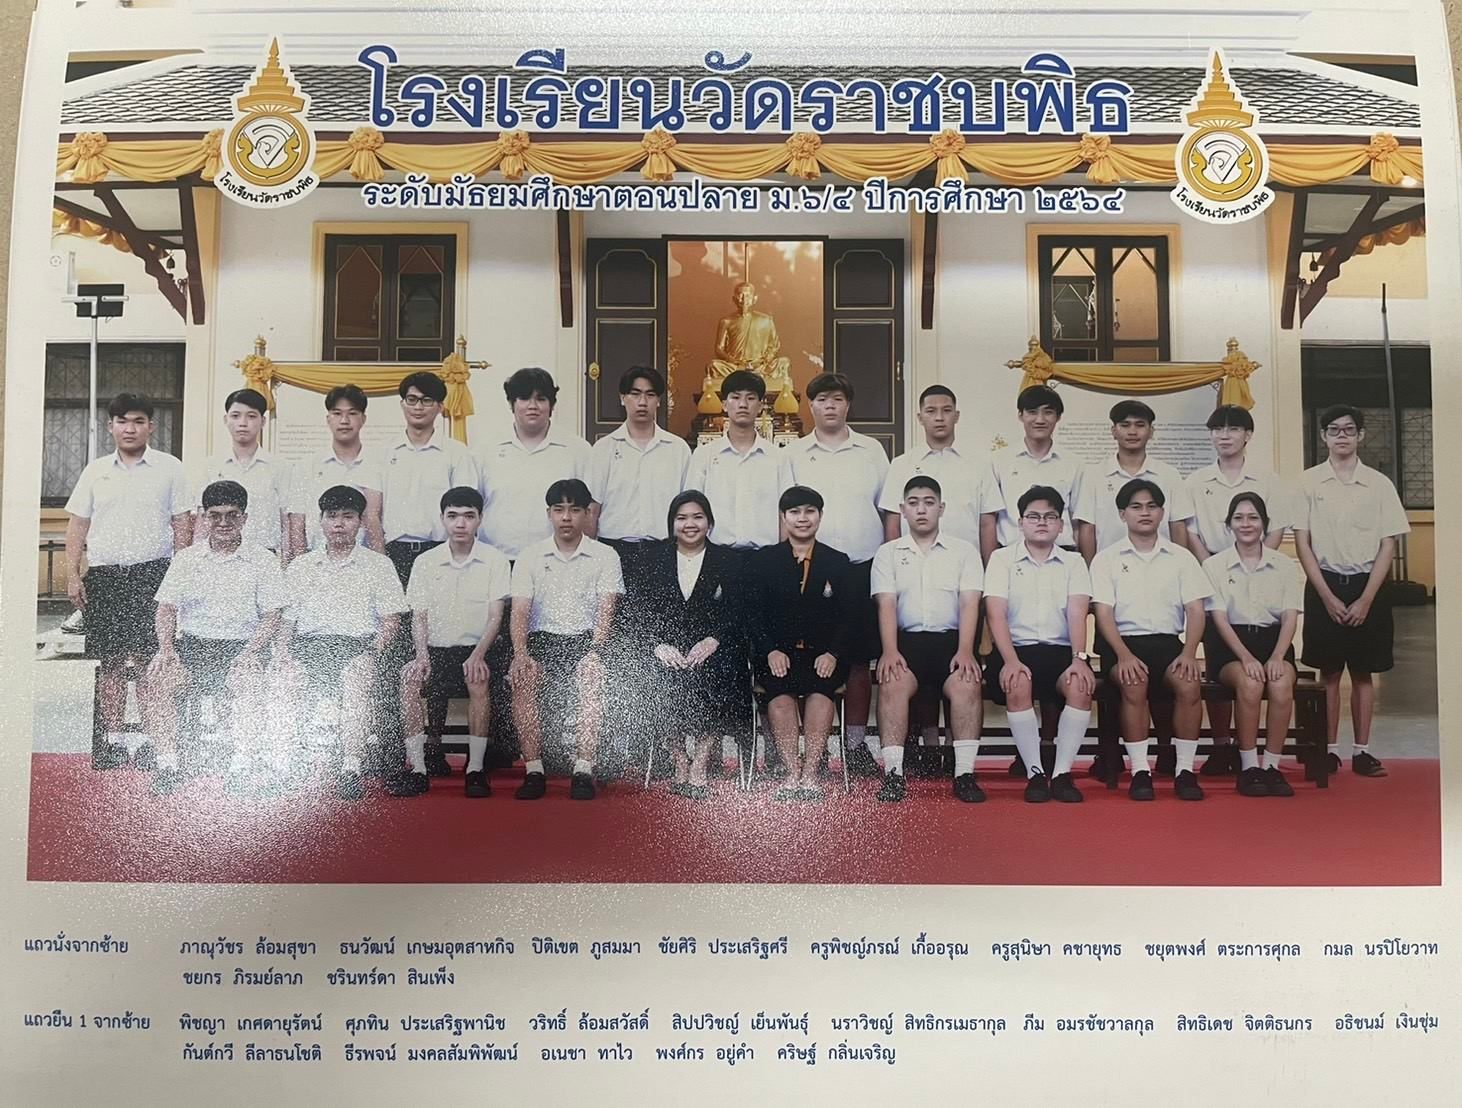 โรงเรียนวัดราชบพิธ
ระดับมัธยมศึกษาตอนปลาย ม.๖/๔ ปีการศึกษา ๒๕๖๔
โรงเรียนวัดราชบพิธ
โรงเรียนวัดราชบพิธ
แถวนั่งจากซ้าย ภาณุวัชร ล้อมสุขา ธนวัฒน์ เกษมอุตสาหกิจ ปิติเขต ภูสมมา ชัยศิริ ประเสริฐศรี ครูพิชญ์ภรณ์ เกื้ออรุณ ครูสุนิษา คชายุทธ ชยุตพงศ์ ตระการศุกล กมล นรปิโยวาท
ชยกร ภิรมย์ลาภ ชรินทร์ดา สินเพ็ง
แถวยืน 1 จากซ้าย พิชญา เกศดายุรัตน์ ศุภทิน ประเสริฐพานิช วริทธิ์ ล้อมสวัสดิ์ สิปปวิชญ์ เย็นพันธุ์ นราวิชญ์ สิทธิกรเมธากุล ภีม อมรชัชวาลกุล สิทธิเดช จิตติธนกร อธิชนม์ เงินชุ่ม
กันต์กวี ลีลาธนโชติ ธีรพจน์ มงคลสัมพิพัฒน์ อเนชา ทาไว พงศ์กร อยู่คำ คริษฐ์ กลิ่นเจริญ